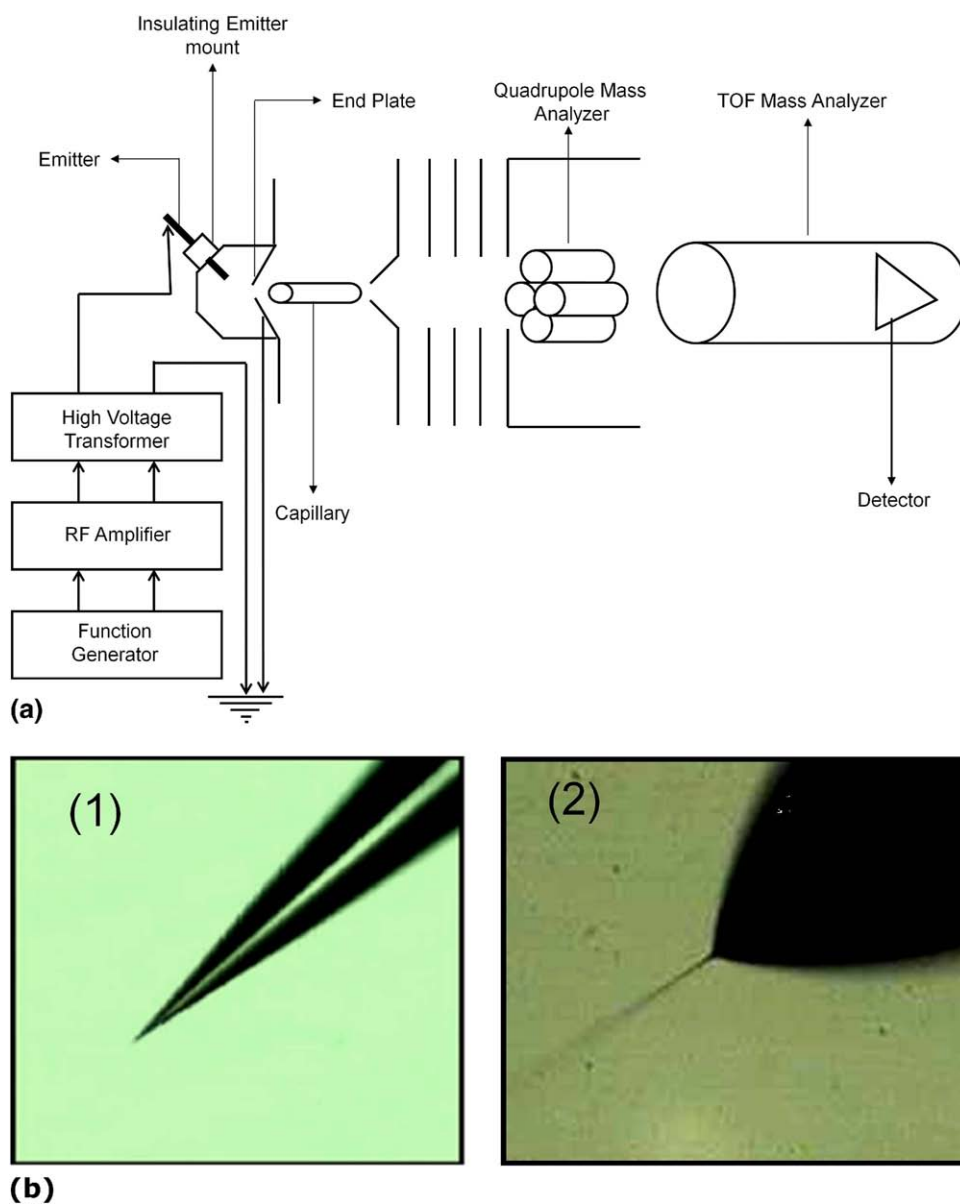 Insulating Emitter
mount
End Plate
Emitter
Quadrupole Mass
Analyzer
TOF Mass Analyzer
High Voltage
Transformer
RF Amplifier
Function
Generator
Capillary
Detector
(a)
(1)
(2)
(b)